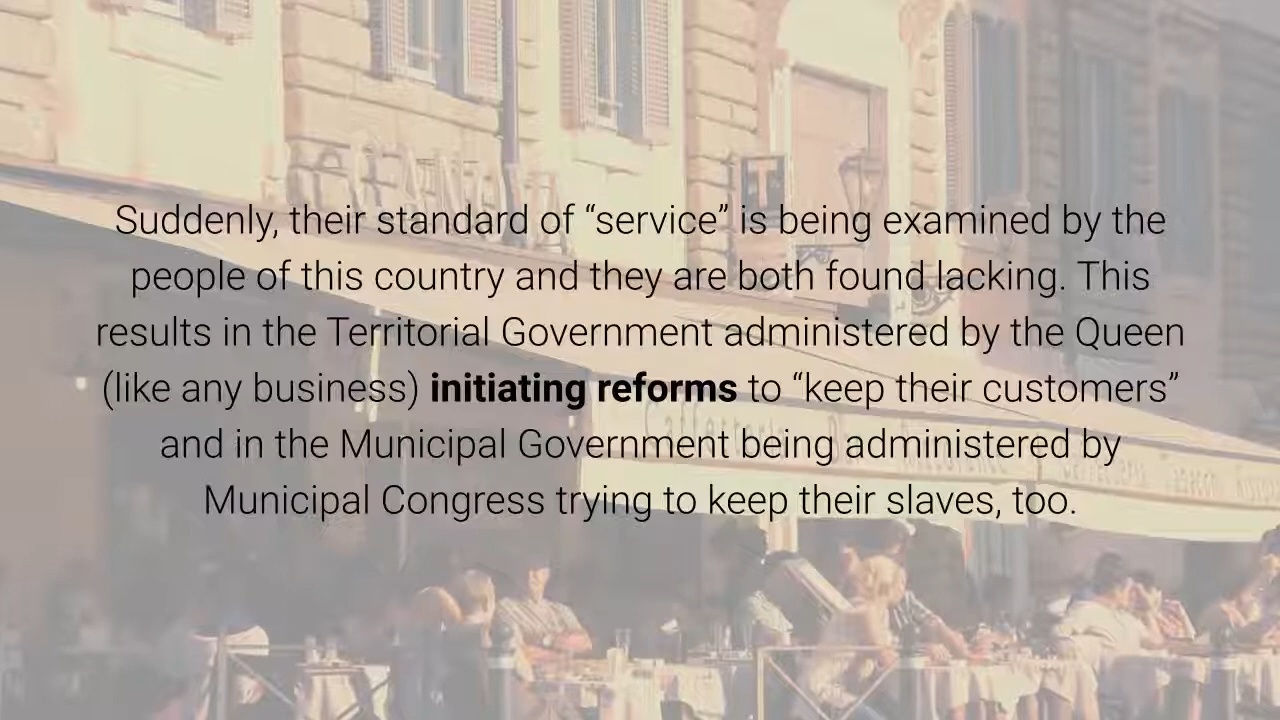 Suddenly, their standard of “service” is being examined by the
people of this country and they are both found lacking. This
results in the Territorial Government administered by the Queen
(like any business) initiating reforms to “keep their customers”
and in the Municipal Government being administered by
Municipal Congress trying to keep their slaves, too.